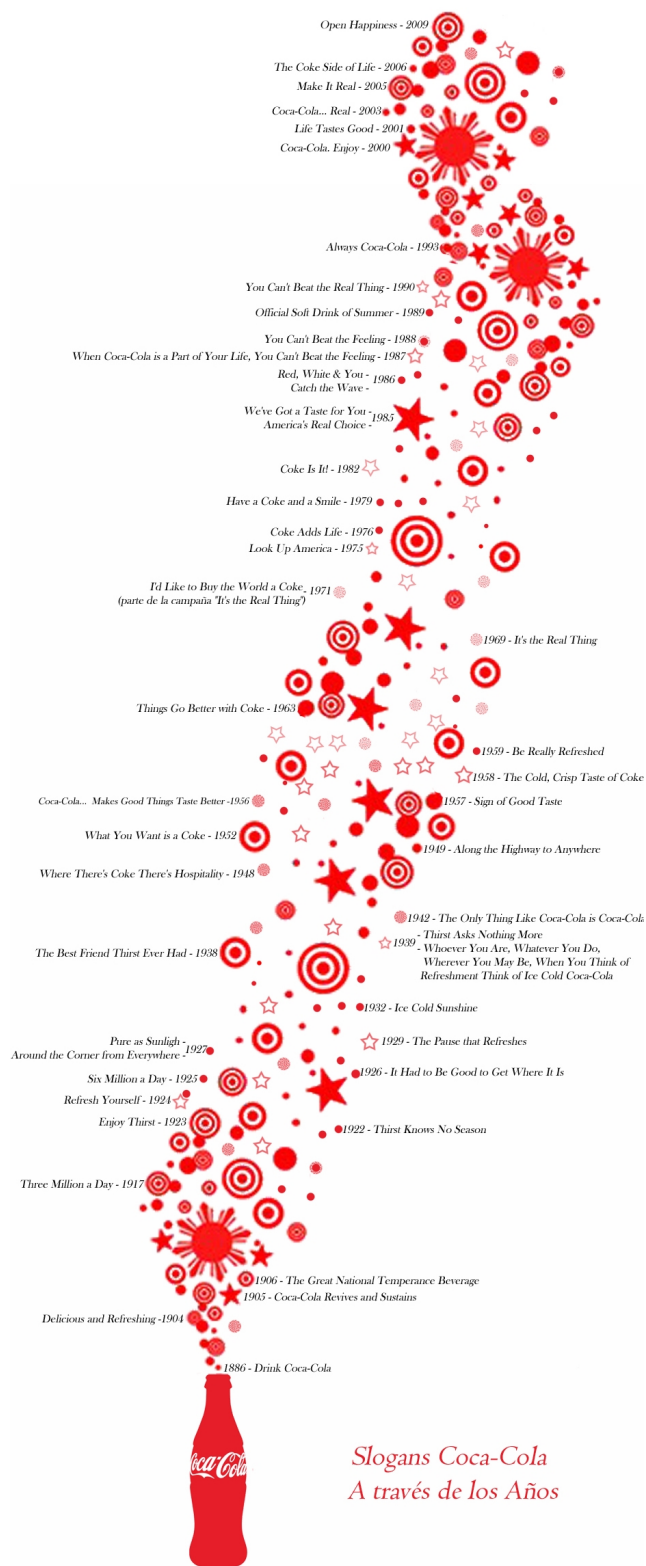 Open Happiness - 2009
The Coke Side of Life - 2006
Make It Real - 2005
Coca-Cola... Real - 2003
Life Tastes Good - 2001
Coca-Cola. Enjoy - 2000
Always Coca-Cola - 1993
You Can't Beat the Real Thing - 1990
Official Soft Drink of Summer - 1989
You Can't Beat the Feeling - 1988
When Coca-Cola is a Part of Your Life, You Can't Beat the Feeling - 1987
Red, White & You -
Catch the Wave -
1986
We've Got a Taste for You -
America's Real Choice -
1985
Coke Is It! - 1982
Have a Coke and a Smile - 1979
Coke Adds Life - 1976
Look Up America - 1975
I'd Like to Buy the World a Coke
(parte de la campaña "It's the Real Thing")
- 1971
1969 - It's the Real Thing
Things Go Better with Coke - 1963
1959 - Be Really Refreshed
1958 - The Cold, Crisp Taste of Coke
Coca-Cola... Makes Good Things Taste Better -1956
1957 - Sign of Good Taste
What You Want is a Coke - 1952
1949 - Along the Highway to Anywhere
Where There's Coke There's Hospitality - 1948
1942 - The Only Thing Like Coca-Cola is Coca-Cola
1939
- Thirst Asks Nothing More
- Whoever You Are, Whatever You Do,
Wherever You May Be, When You Think of
Refreshment Think of Ice Cold Coca-Cola
The Best Friend Thirst Ever Had - 1938
1932 - Ice Cold Sunshine
1929 - The Pause that Refreshes
Pure as Sunligh -
Around the Corner from Everywhere -
1927
1926 - It Had to Be Good to Get Where It Is
Six Million a Day - 1925
Refresh Yourself - 1924
Enjoy Thirst - 1923
1922 - Thirst Knows No Season
Three Million a Day - 1917
1906 - The Great National Temperance Beverage
1905 - Coca-Cola Revives and Sustains
Delicious and Refreshing -1904
1886 - Drink Coca-Cola
Coca-Cola
Slogans Coca-Cola
A través de los Años